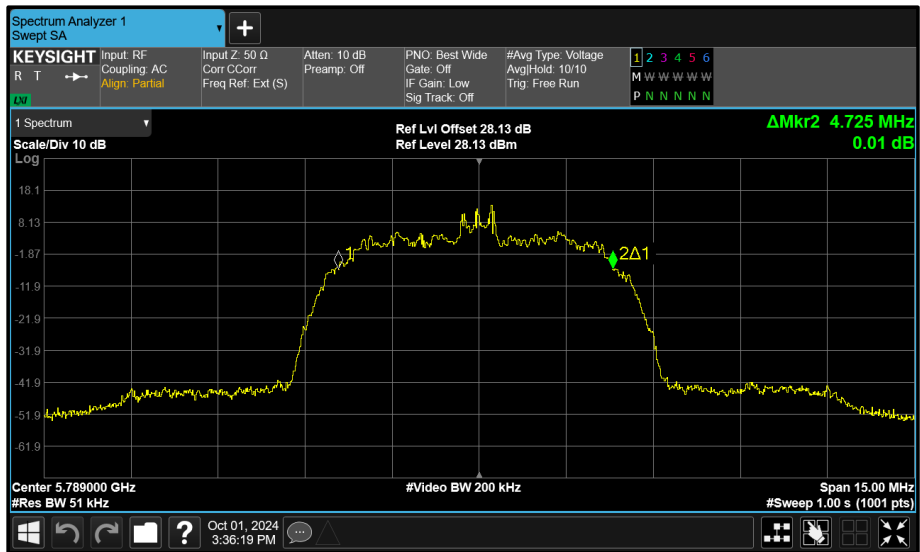 Spectrum Analyzer 1
Swept SA
+
KEYSIGHT
R T
LXI
Input: RF
Coupling: AC
Align: Partial
Input Z: 50 Ω
Corr CCorr
Freq Ref: Ext (S)
Atten: 10 dB
Preamp: Off
PNO: Best Wide
Gate: Off
IF Gain: Low
Sig Track: Off
#Avg Type: Voltage
Avg|Hold: 10/10
Trig: Free Run
1 2 3 4 5 6
M W W W W W
P N N N N N
1 Spectrum
Scale/Div 10 dB
Log
Ref Lvl Offset 28.13 dB
Ref Level 28.13 dBm
ΔMkr2 4.725 MHz
0.01 dB
18.1
8.13
-1.87
-11.9
-21.9
-31.9
-41.9
-51.9
-61.9
1
2Δ1
Center 5.789000 GHz
#Res BW 51 kHz
#Video BW 200 kHz
Span 15.00 MHz
#Sweep 1.00 s (1001 pts)
?
Oct 01, 2024
3:36:19 PM